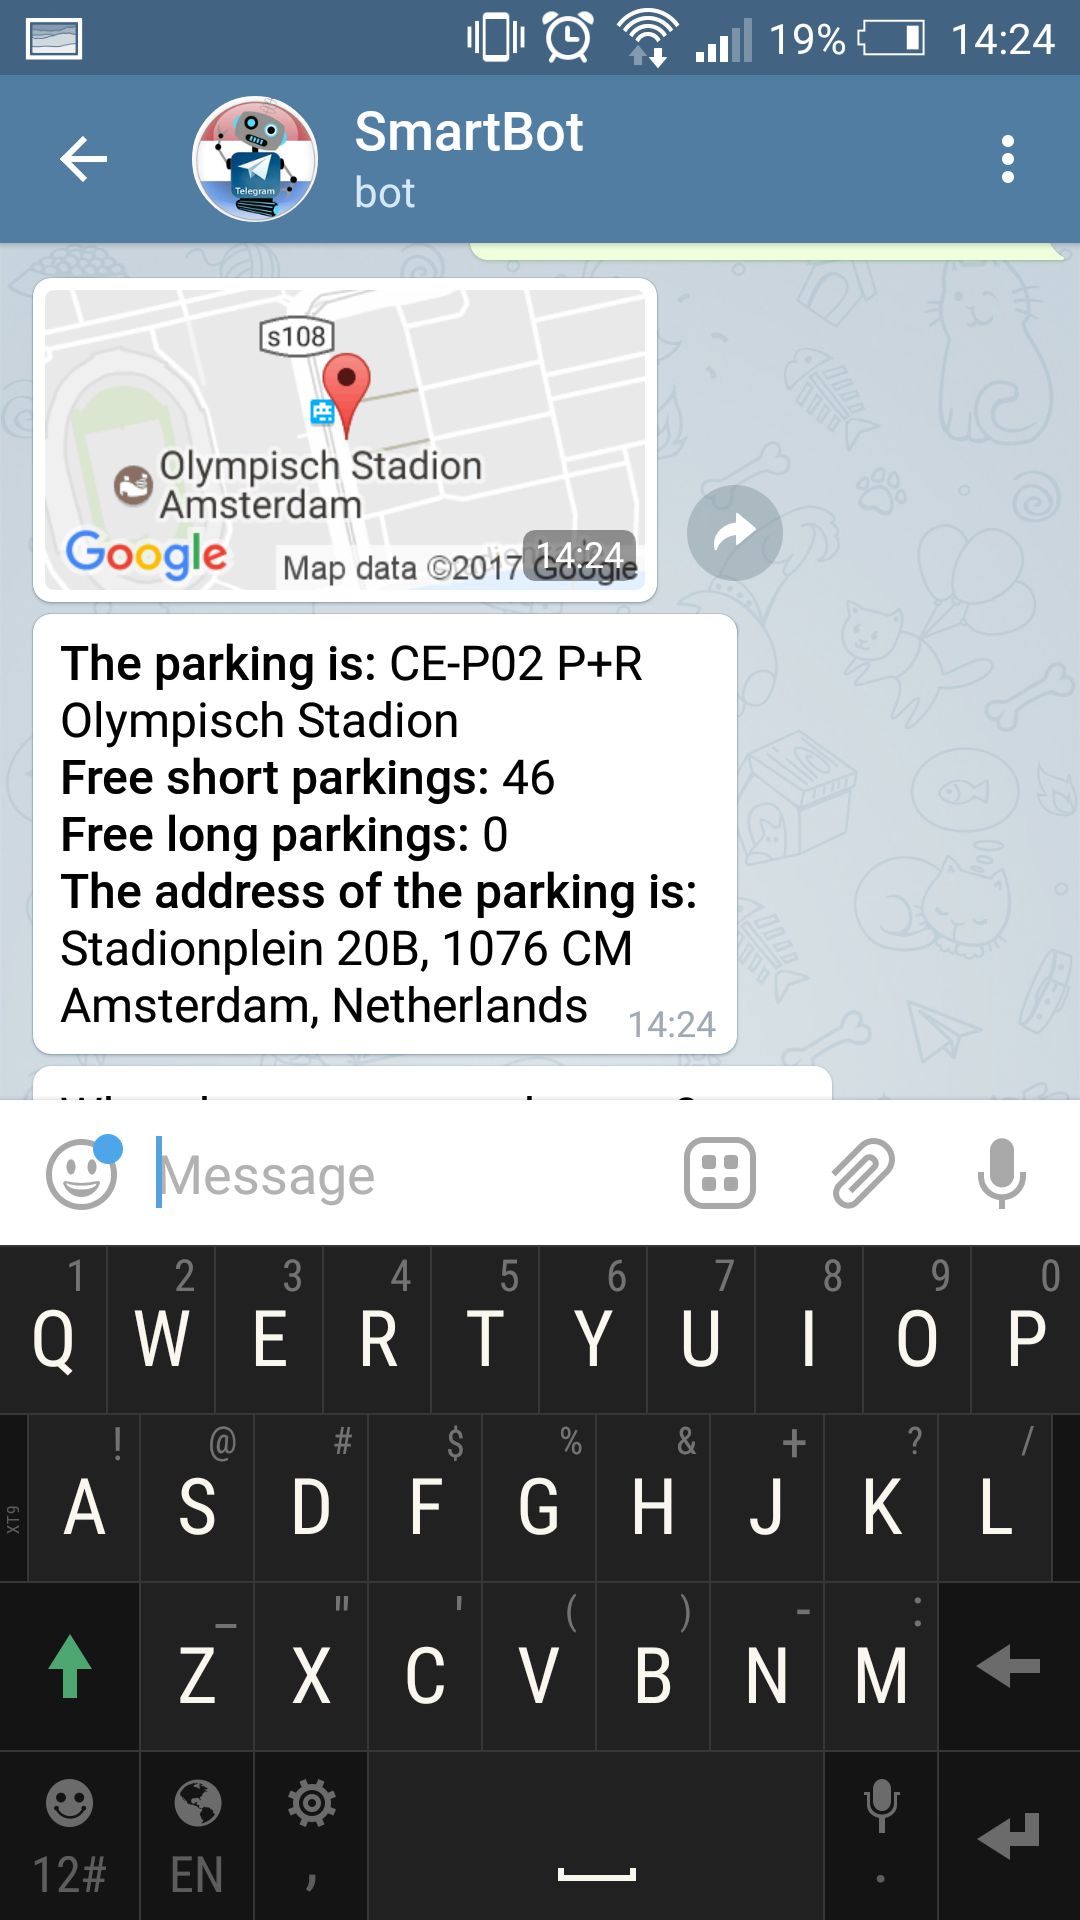 19% 14:24
Telegram
SmartBot
bot
s108
Olympisch Stadion
Amsterdam
Google
Map data ©2017 Google
14:24
The parking is: CE-P02 P+R
Olympisch Stadion
Free short parkings: 46
Free long parkings: 0
The address of the parking is:
Stadionplein 20B, 1076 CM
Amsterdam, Netherlands
14:24
Message
1 2 3 4 5 6 7 8 9 0
Q W E R T Y U I O P
! @ # $ % & + ? /
XT9 A S D F G H J K L
_ " ' ( ) - :
Z X C V B N M
12# EN , .